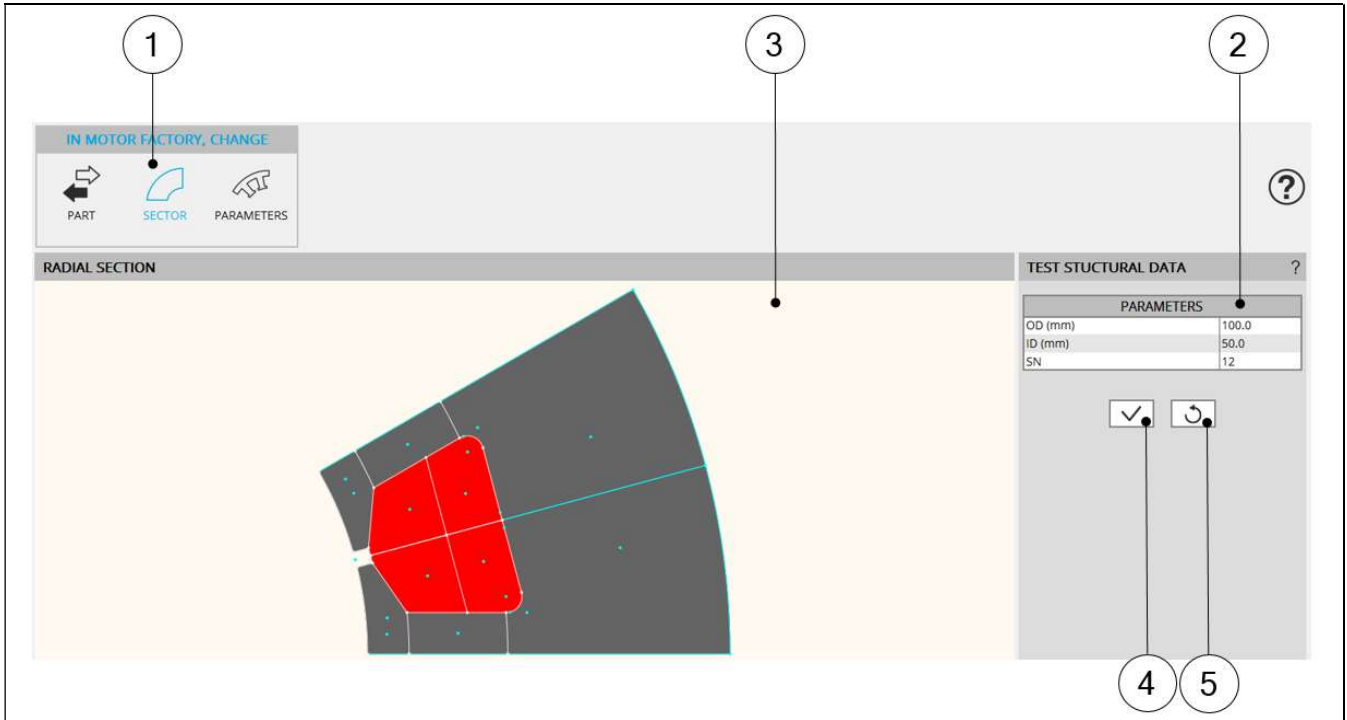 1
3
2
IN MOTOR FACTORY, CHANGE
PART
SECTOR
PARAMETERS
?
RADIAL SECTION
TEST STUCTURAL DATA ?
PARAMETERS
OD (mm) 100.0
ID (mm) 50.0
SN 12
4
5